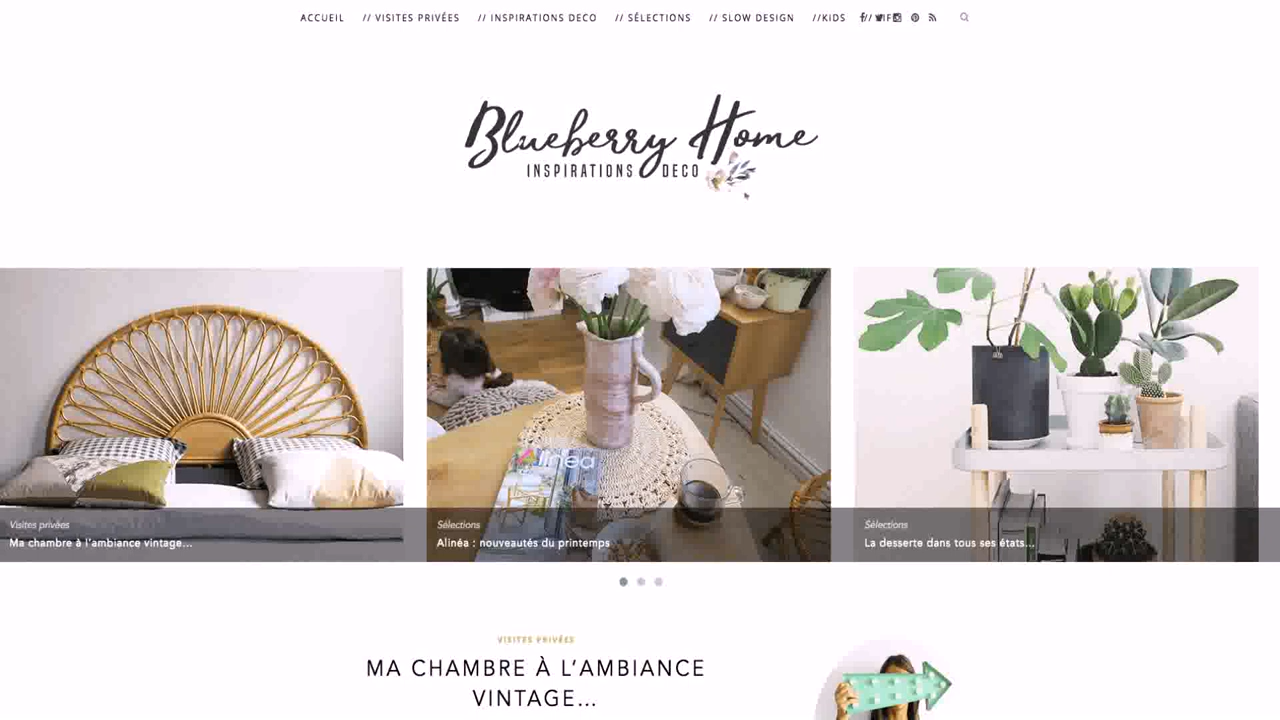 ACCUEIL // VISITES PRIVÉES // INSPIRATIONS DECO // SÉLECTIONS // SLOW DESIGN //KIDS
Blueberry Home
INSPIRATIONS DECO
linéa
Visites privées
Ma chambre à l'ambiance vintage...
Sélections
Alinéa : nouveautés du printemps
Sélections
La desserte dans tous ses états...
VISITES PRIVÉES
MA CHAMBRE À L'AMBIANCE
VINTAGE...